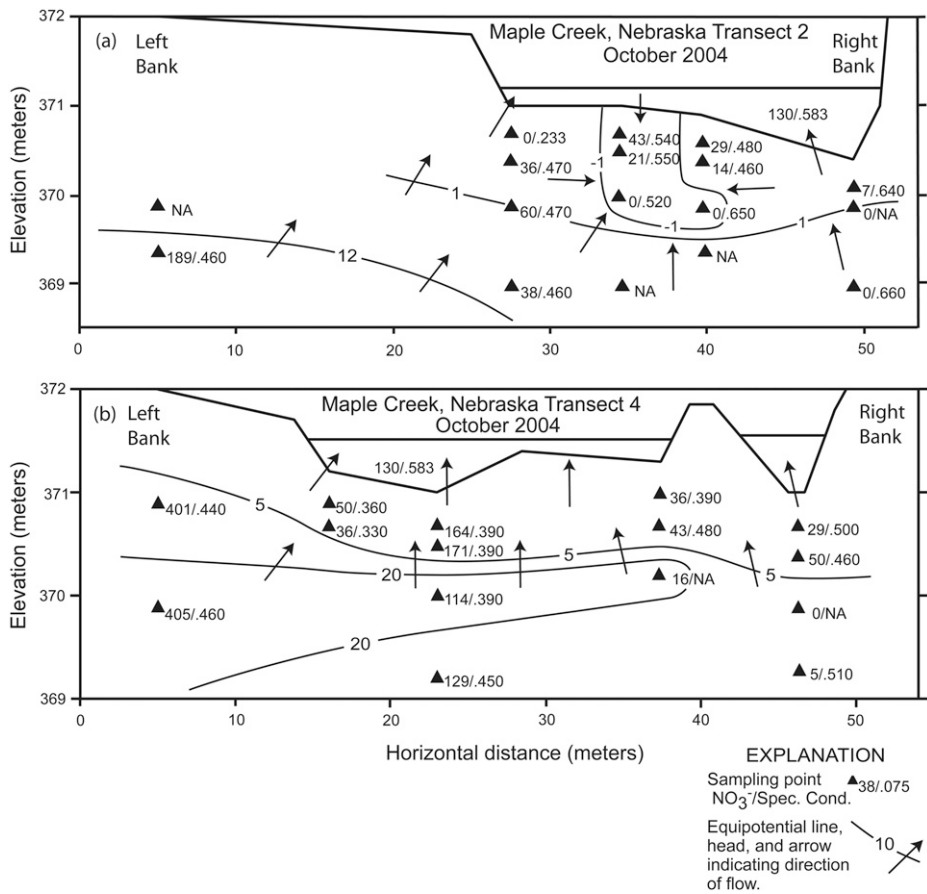 372
(a)
Left
Bank
Maple Creek, Nebraska Transect 2
October 2004
Right
Bank
371
130/.583
0/.233
43/.540
29/.480
36/.470
21/.550
14/.460
-1
370
1
7/.640
NA
0/.520
60/.470
0/.650
0/NA
-1
1
189/.460
12
NA
369
38/.460
NA
0/.660
Elevation (meters)
0
10
20
30
40
50
372
(b)
Left
Bank
Maple Creek, Nebraska Transect 4
October 2004
Right
Bank
130/.583
371
401/.440
5
50/.360
36/.390
36/.330
164/.390
43/.480
29/.500
171/.390
5
50/.460
20
16/NA
5
370
405/.460
114/.390
0/NA
20
129/.450
5/.510
369
Elevation (meters)
0
10
20
30
40
50
Horizontal distance (meters)
EXPLANATION
Sampling point
NO3-/Spec. Cond.
38/.075
Equipotential line,
head, and arrow
indicating direction
of flow.
10